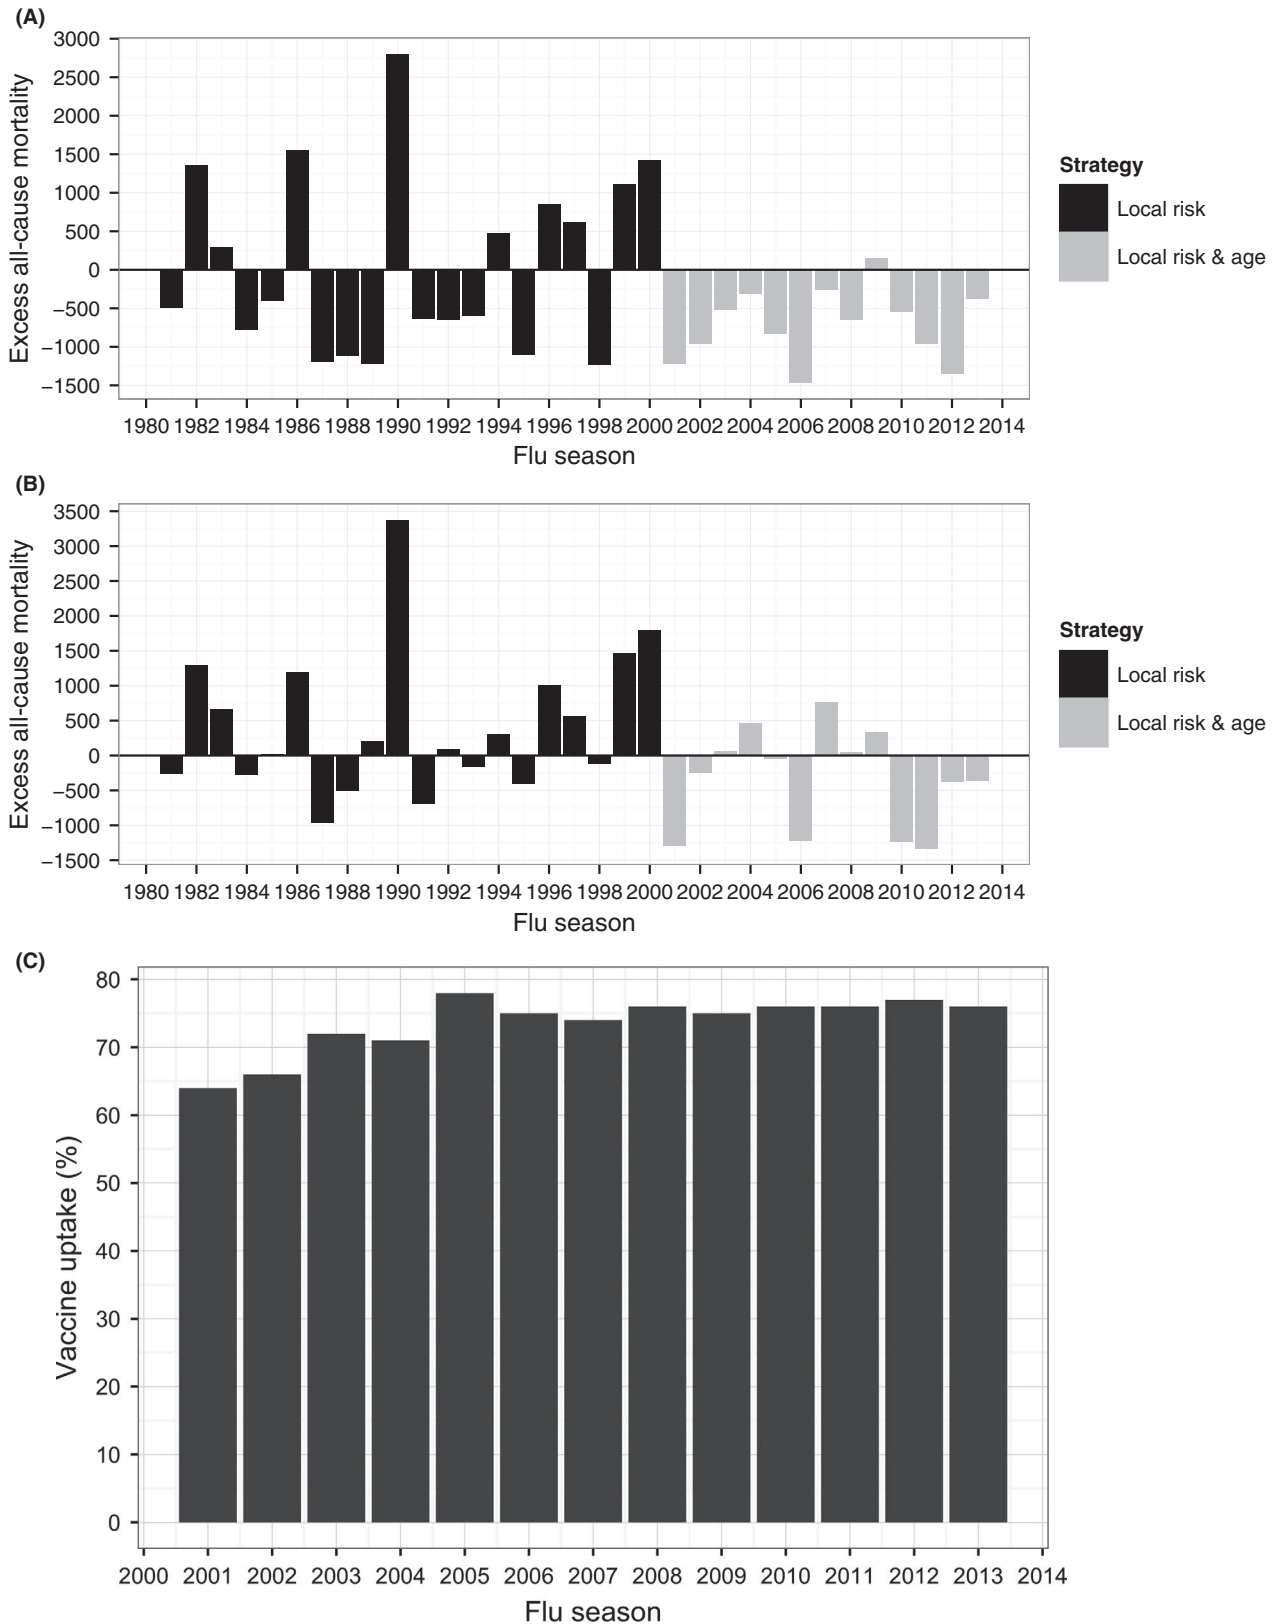 (A)
Excess all-cause mortality
3000
2500
2000
1500
1000
500
0
−500
−1000
−1500
1980 1982 1984 1986 1988 1990 1992 1994 1996 1998 2000 2002 2004 2006 2008 2010 2012 2014
Flu season
Strategy
Local risk
Local risk & age
(B)
Excess all-cause mortality
3500
3000
2500
2000
1500
1000
500
0
−500
−1000
−1500
1980 1982 1984 1986 1988 1990 1992 1994 1996 1998 2000 2002 2004 2006 2008 2010 2012 2014
Flu season
Strategy
Local risk
Local risk & age
(C)
Vaccine uptake (%)
80
70
60
50
40
30
20
10
0
2000 2001 2002 2003 2004 2005 2006 2007 2008 2009 2010 2011 2012 2013 2014
Flu season